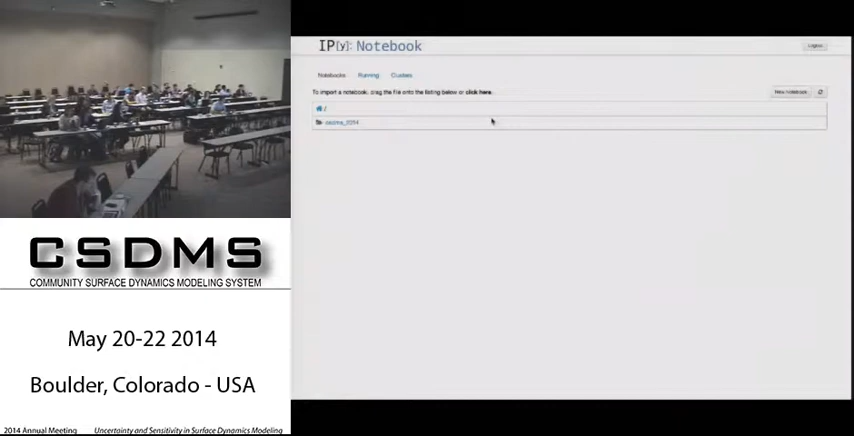 IP[y]: Notebook
Logout
Notebooks Running Clusters
To import a notebook, drag the file onto the listing below or click here.
New Notebook
/
csdms_2014
CSDMS
COMMUNITY SURFACE DYNAMICS MODELING SYSTEM
May 20-22 2014
Boulder, Colorado - USA
2014 Annual Meeting Uncertainty and Sensitivity in Surface Dynamics Modeling